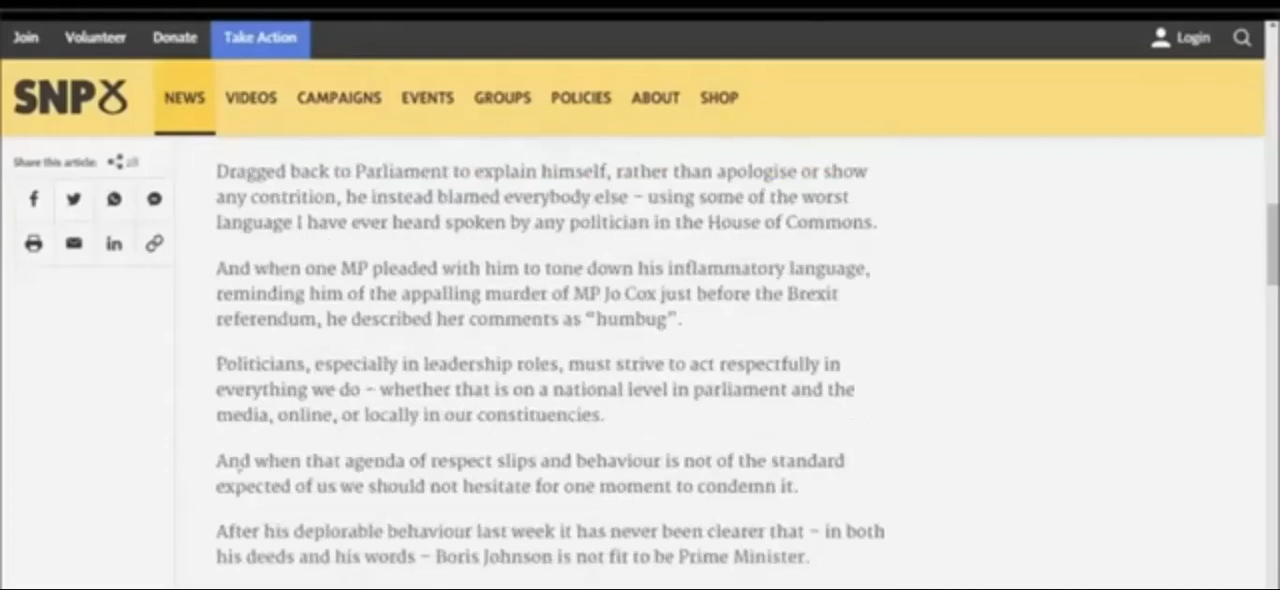 Join Volunteer Donate Take Action Login
SNP NEWS VIDEOS CAMPAIGNS EVENTS GROUPS POLICIES ABOUT SHOP
Share this article:
Dragged back to Parliament to explain himself, rather than apologise or show
any contrition, he instead blamed everybody else – using some of the worst
language I have ever heard spoken by any politician in the House of Commons.
And when one MP pleaded with him to tone down his inflammatory language,
reminding him of the appalling murder of MP Jo Cox just before the Brexit
referendum, he described her comments as “humbug”.
Politicians, especially in leadership roles, must strive to act respectfully in
everything we do – whether that is on a national level in parliament and the
media, online, or locally in our constituencies.
And when that agenda of respect slips and behaviour is not of the standard
expected of us we should not hesitate for one moment to condemn it.
After his deplorable behaviour last week it has never been clearer that – in both
his deeds and his words – Boris Johnson is not fit to be Prime Minister.